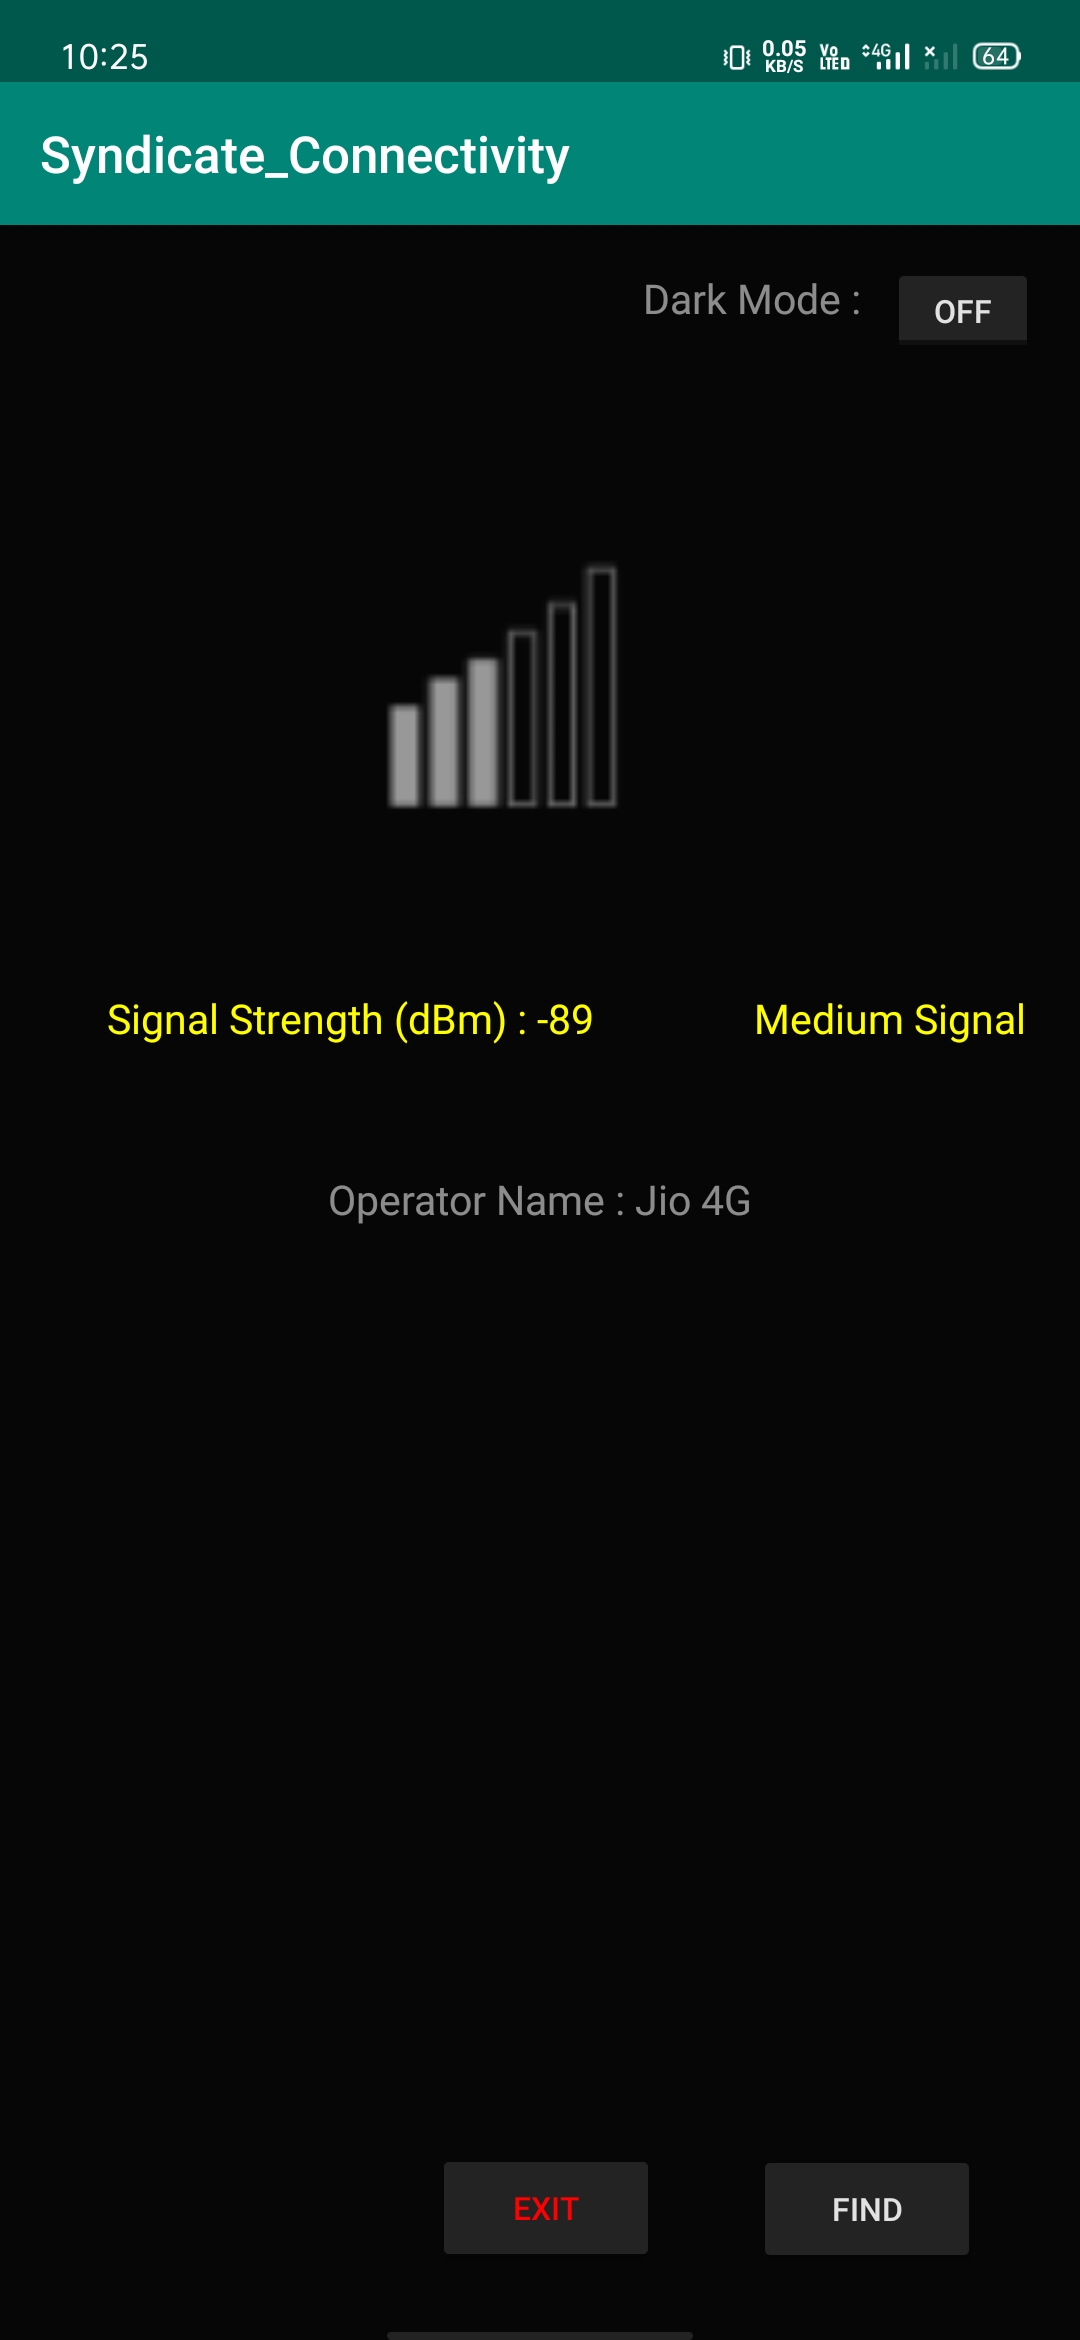 10:25 0.05 KB/S Vo LTE 4G 64
Syndicate_Connectivity
Dark Mode : OFF
Signal Strength (dBm) : -89 Medium Signal
Operator Name : Jio 4G
EXIT FIND